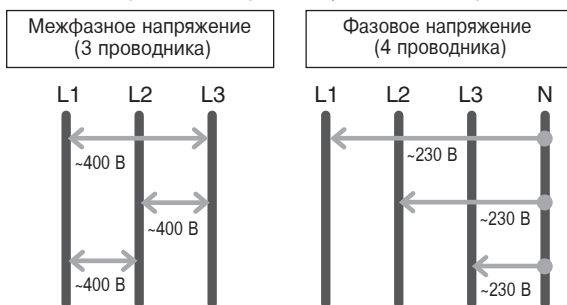 Межфазное напряжение
(3 проводника)
Фазовое напряжение
(4 проводника)
L1 L2 L3
~400 В
~400 В
~400 В
L1 L2 L3 N
~230 В
~230 В
~230 В